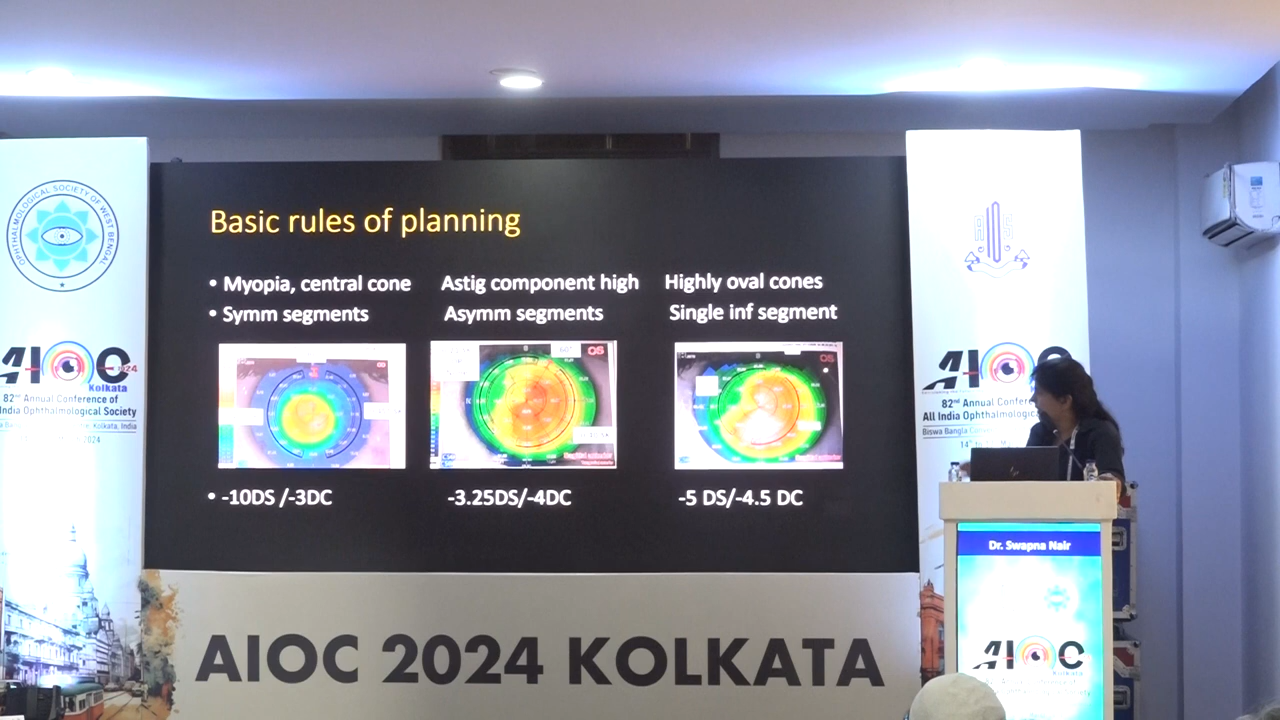 Basic rules of planning
• Myopia, central cone
Astig component high
Highly oval cones
• Symm segments
Asymm segments
Single inf segment
OS
OS
• -10DS /-3DC
-3.25DS/-4DC
-5 DS/-4.5 DC
OPHTHALMOLOGICAL SOCIETY OF WEST BENGAL
AIOC
Kolkata
82nd Annual Conference of
India Ophthalmological Society
Kolkata, India
2024
AIOC
82nd Annual Conference
All India Ophthalmological
Biswa Bangla
Dr. Swapna Nair
AIOC
AIOC 2024 KOLKATA